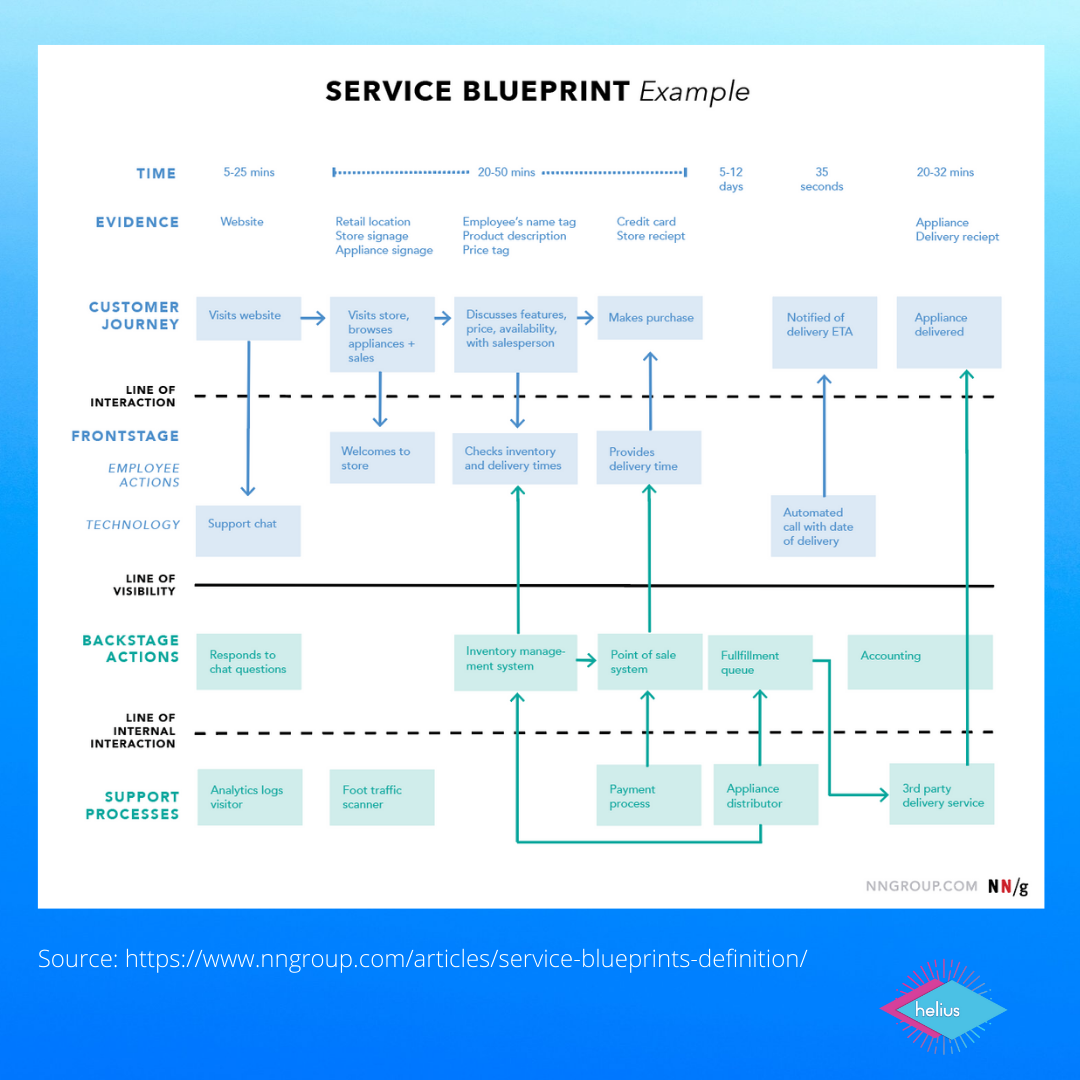 SERVICE BLUEPRINT Example
TIME
5-25 mins
20-50 mins
5-12
days
35
seconds
20-32 mins
EVIDENCE
Website
Retail location
Store signage
Appliance signage
Employee's name tag
Product description
Price tag
Credit card
Store reciept
Appliance
Delivery reciept
CUSTOMER
JOURNEY
Visits website
Visits store,
browses
appliances +
sales
Discusses features,
price, availability,
with salesperson
Makes purchase
Notified of
delivery ETA
Appliance
delivered
LINE OF
INTERACTION
FRONTSTAGE
EMPLOYEE
ACTIONS
Welcomes to
store
Checks inventory
and delivery times
Provides
delivery time
TECHNOLOGY
Support chat
Automated
call with date
of delivery
LINE OF
VISIBILITY
BACKSTAGE
ACTIONS
Responds to
chat questions
Inventory manage-
ment system
Point of sale
system
Fullfillment
queue
Accounting
LINE OF
INTERNAL
INTERACTION
SUPPORT
PROCESSES
Analytics logs
visitor
Foot traffic
scanner
Payment
process
Appliance
distributor
3rd party
delivery service
NNGROUP.COM NN/g
Source: https://www.nngroup.com/articles/service-blueprints-definition/
helius